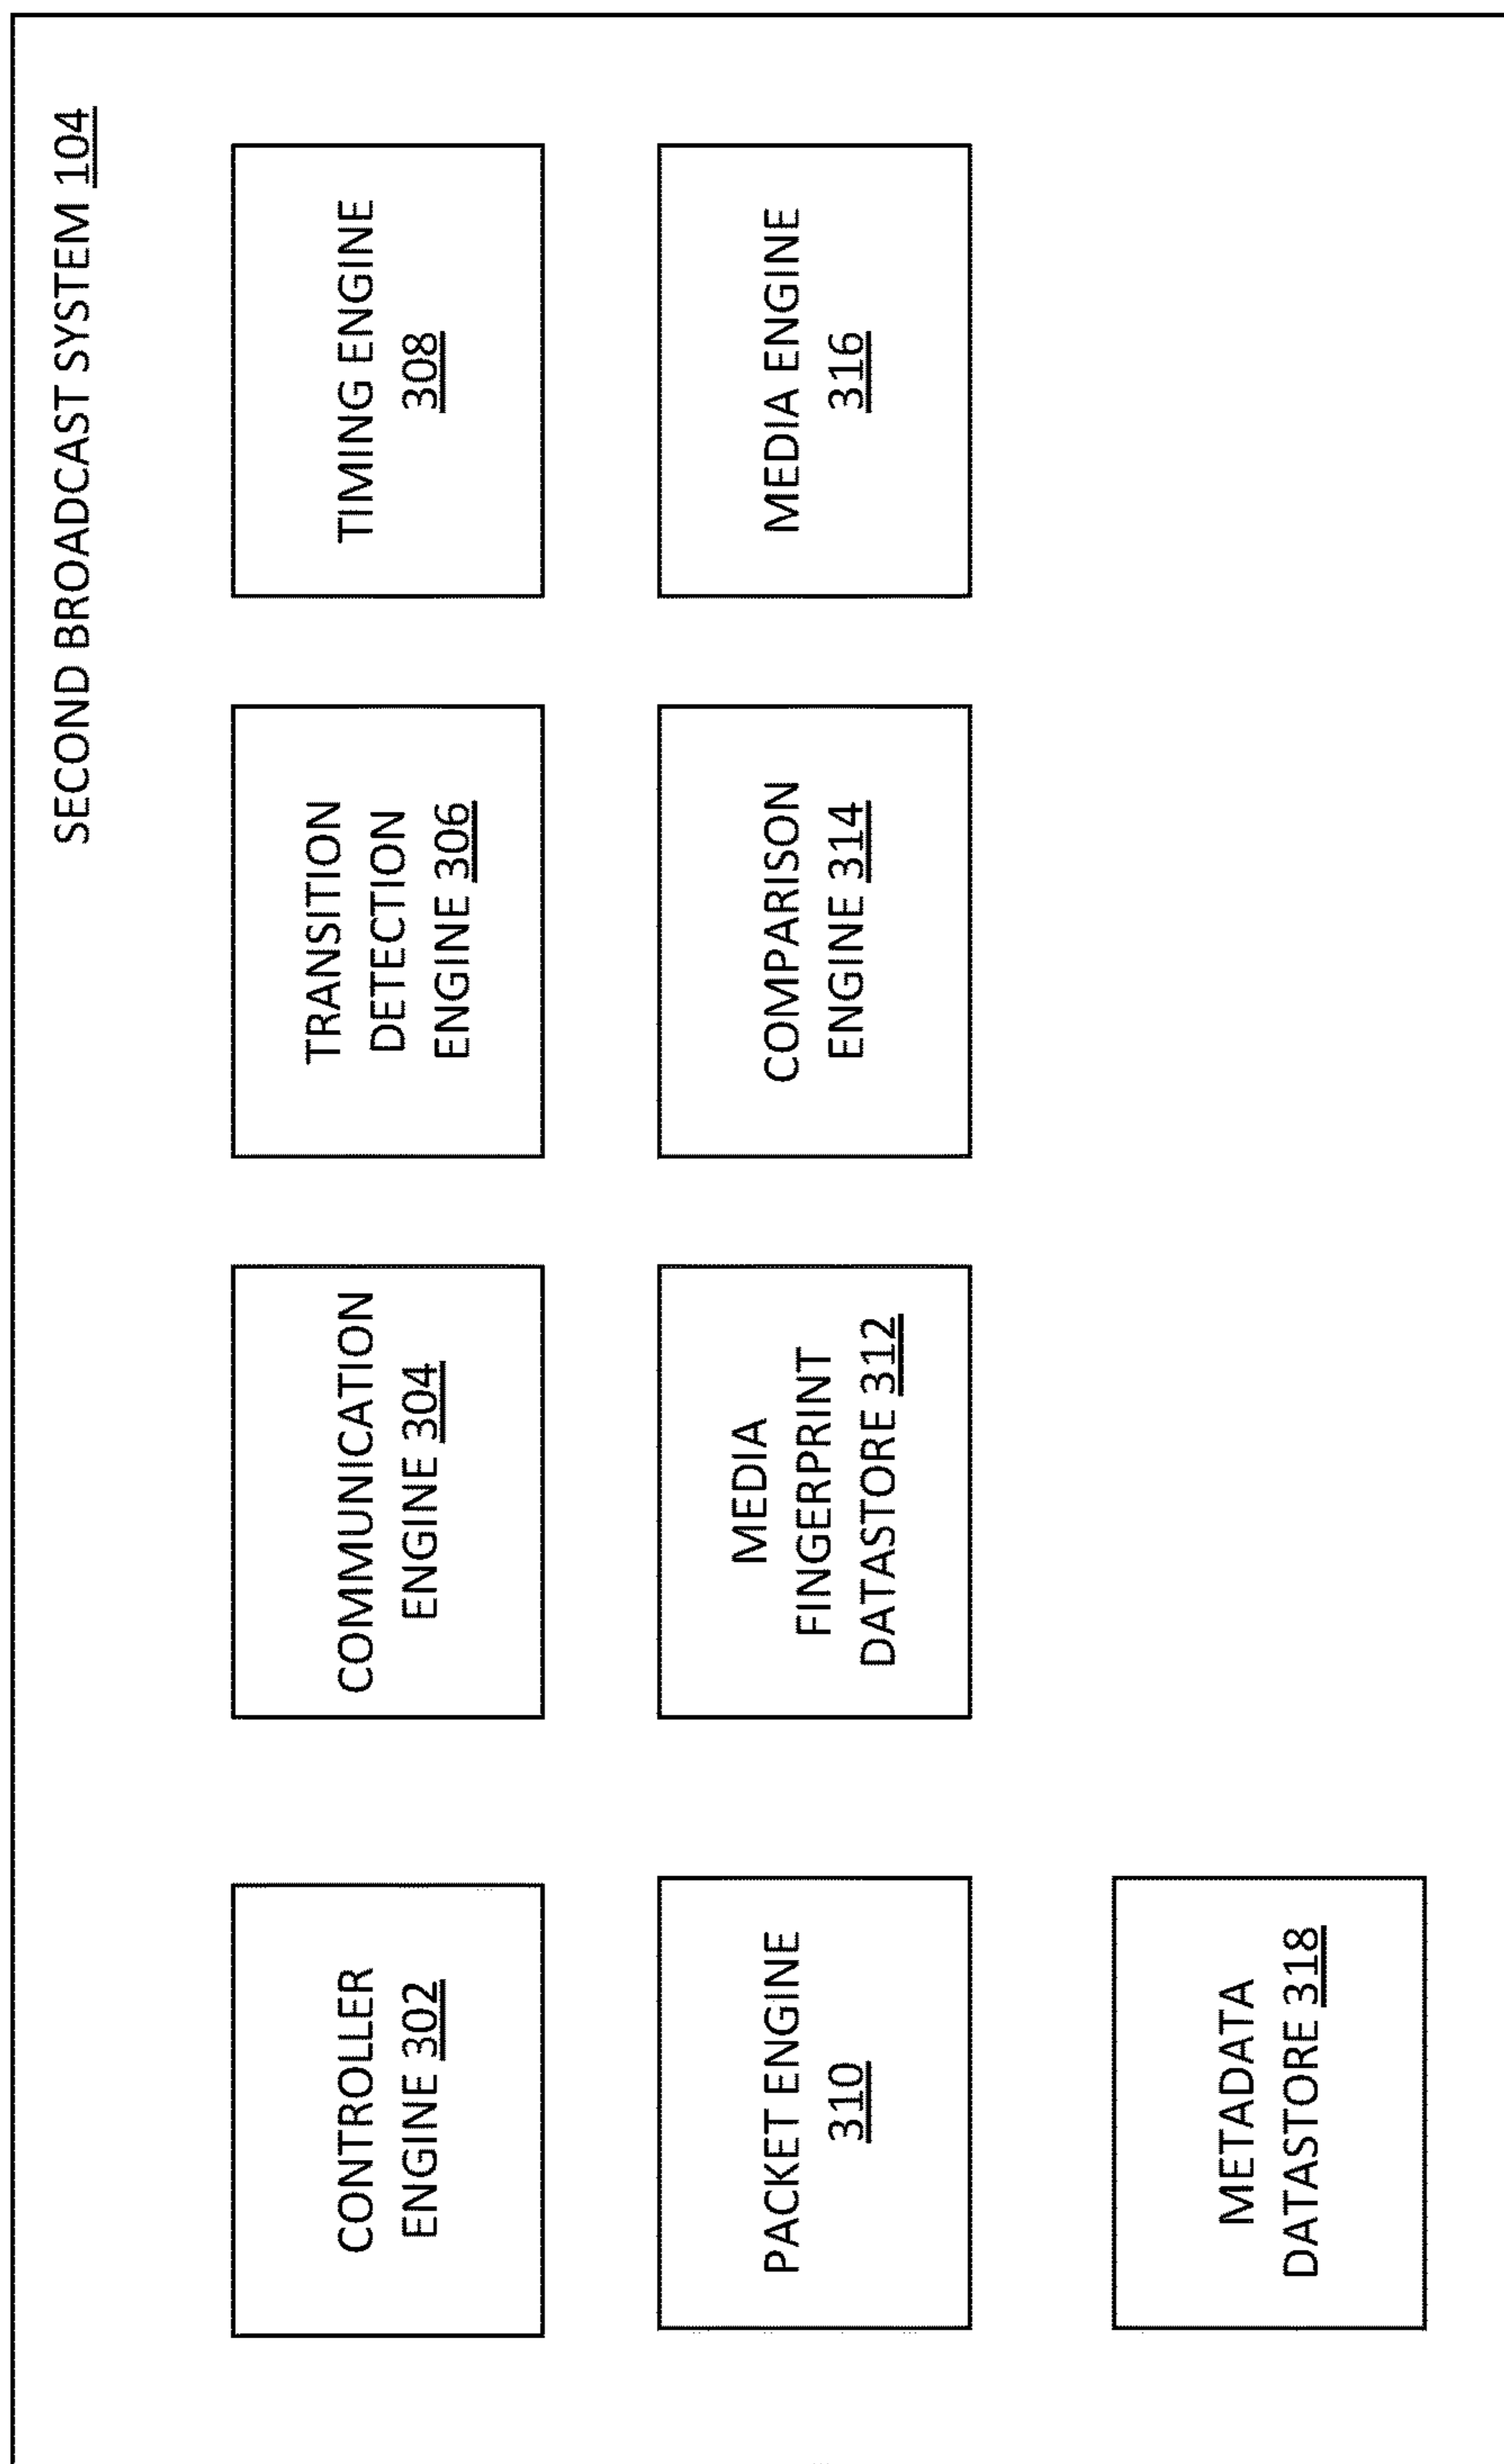 SECOND BROADCAST SYSTEM 104
CONTROLLER
ENGINE 302
COMMUNICATION
ENGINE 304
TRANSITION
DETECTION
ENGINE 306
TIMING ENGINE
308
PACKET ENGINE
310
MEDIA
FINGERPRINT
DATASTORE 312
COMPARISON
ENGINE 314
MEDIA ENGINE
316
METADATA
DATASTORE 318